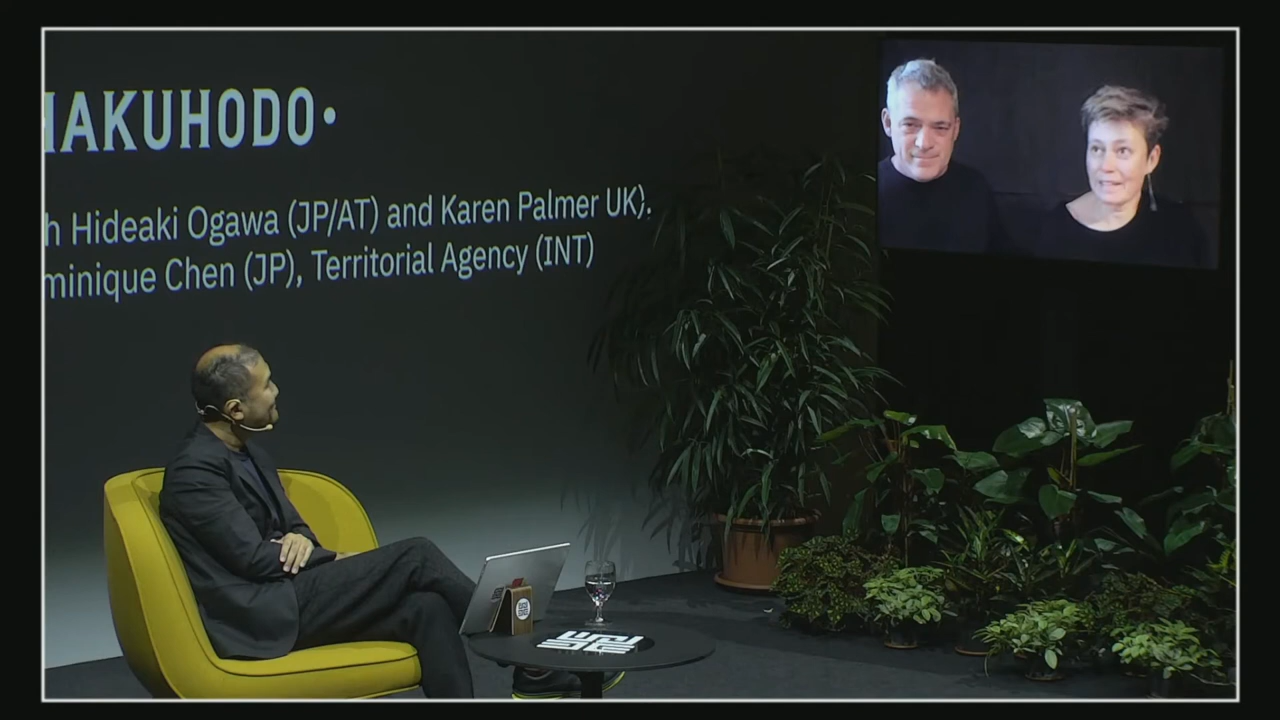 HAKUHODO•
h Hideaki Ogawa (JP/AT) and Karen Palmer UK}.
minique Chen (JP), Territorial Agency (INT)